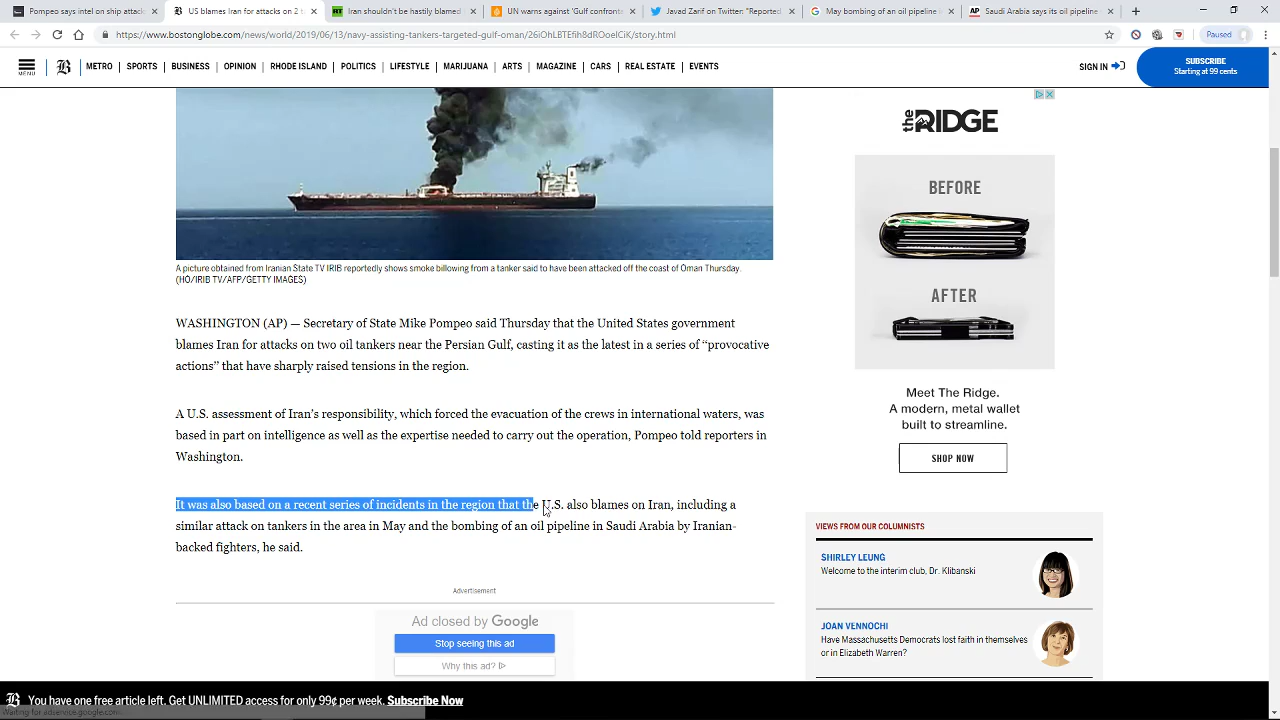 Pompeo says intel on ship attack
US blames Iran for attacks on 2 t
Iran shouldn't be hastily blamed
UN warns against 'Gulf confronta
Javad Zarif on Twitter: "Reported
May bombing of an oil pipeline i
Saudi Arabia says its oil pipeline
https://www.bostonglobe.com/news/world/2019/06/13/navy-assisting-tankers-targeted-gulf-oman/26iOhLBTEfih8dROoelCiK/story.html
Paused
MENU
METRO | SPORTS | BUSINESS | OPINION | RHODE ISLAND | POLITICS | LIFESTYLE | MARIJUANA | ARTS | MAGAZINE | CARS | REAL ESTATE | EVENTS
SIGN IN
SUBSCRIBE
Starting at 99 cents
A picture obtained from Iranian State TV IRIB reportedly shows smoke billowing from a tanker said to have been attacked off the coast of Oman Thursday.
(HO/IRIB TV/AFP/GETTY IMAGES)
WASHINGTON (AP) — Secretary of State Mike Pompeo said Thursday that the United States government
blames Iran for attacks on two oil tankers near the Persian Gulf, casting it as the latest in a series of “provocative
actions” that have sharply raised tensions in the region.
A U.S. assessment of Iran’s responsibility, which forced the evacuation of the crews in international waters, was
based in part on intelligence as well as the expertise needed to carry out the operation, Pompeo told reporters in
Washington.
It was also based on a recent series of incidents in the region that the U.S. also blames on Iran, including a
similar attack on tankers in the area in May and the bombing of an oil pipeline in Saudi Arabia by Iranian-
backed fighters, he said.
Advertisement
Ad closed by Google
Stop seeing this ad
Why this ad?
the RIDGE
BEFORE
AFTER
Meet The Ridge.
A modern, metal wallet
built to streamline.
SHOP NOW
VIEWS FROM OUR COLUMNISTS
SHIRLEY LEUNG
Welcome to the interim club, Dr. Klibanski
JOAN VENNOCHI
Have Massachusetts Democrats lost faith in themselves
or in Elizabeth Warren?
You have one free article left. Get UNLIMITED access for only 99¢ per week. Subscribe Now